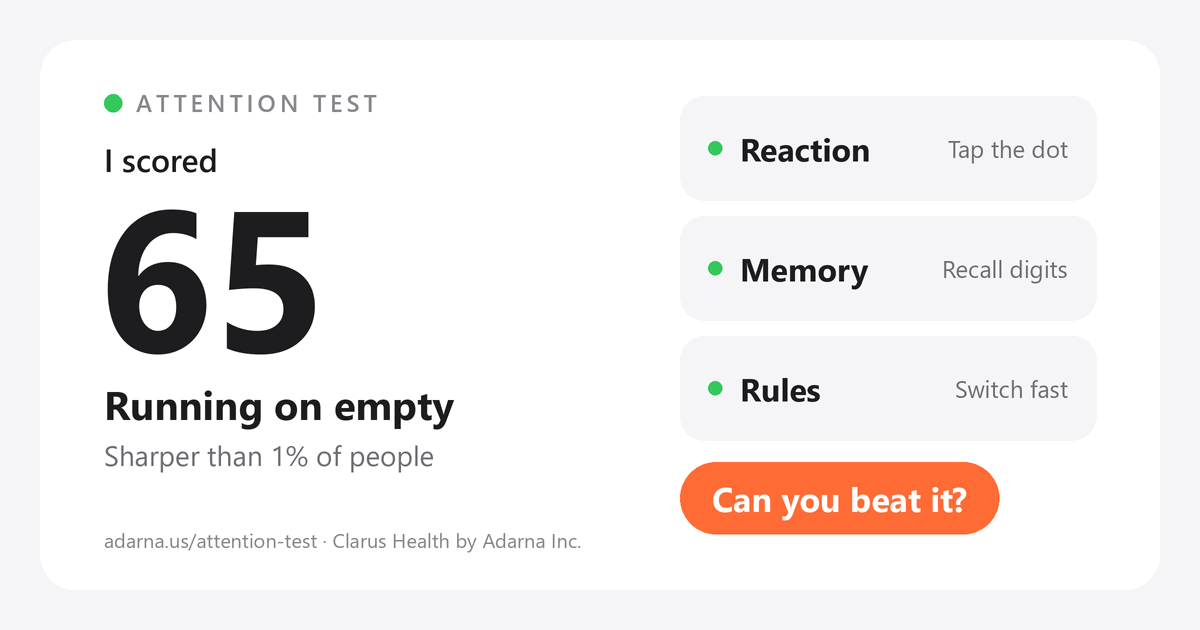 ATTENTION TEST
I scored
65
Running on empty
Sharper than 1% of people
adarna.us/attention-test · Clarus Health by Adarna Inc.
Reaction Tap the dot
Memory Recall digits
Rules Switch fast
Can you beat it?